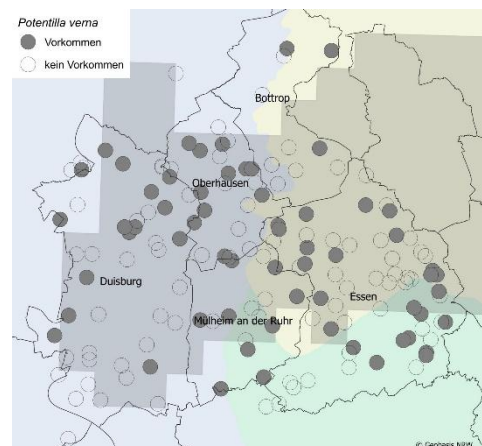 Potentilla verna
Vorkommen
kein Vorkommen
Bottrop
Oberhausen
Duisburg
Essen
Mülheim an der Ruhr
© Geobasis NRW